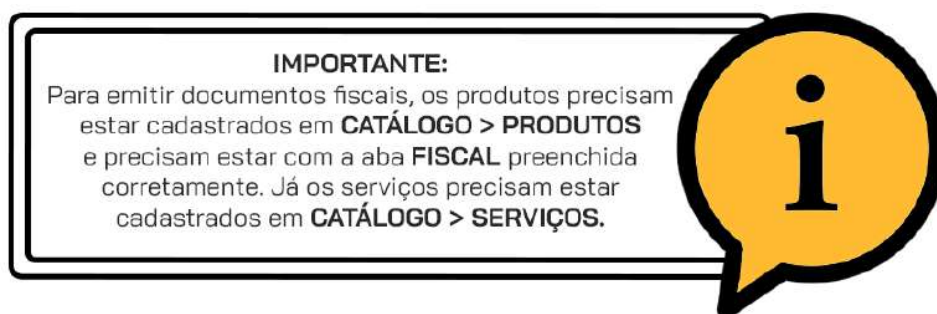 IMPORTANTE:
Para emitir documentos fiscais, os produtos precisam
estar cadastrados em CATÁLOGO > PRODUTOS
e precisam estar com a aba FISCAL preenchida
corretamente. Já os serviços precisam estar
cadastrados em CATÁLOGO > SERVIÇOS.
i